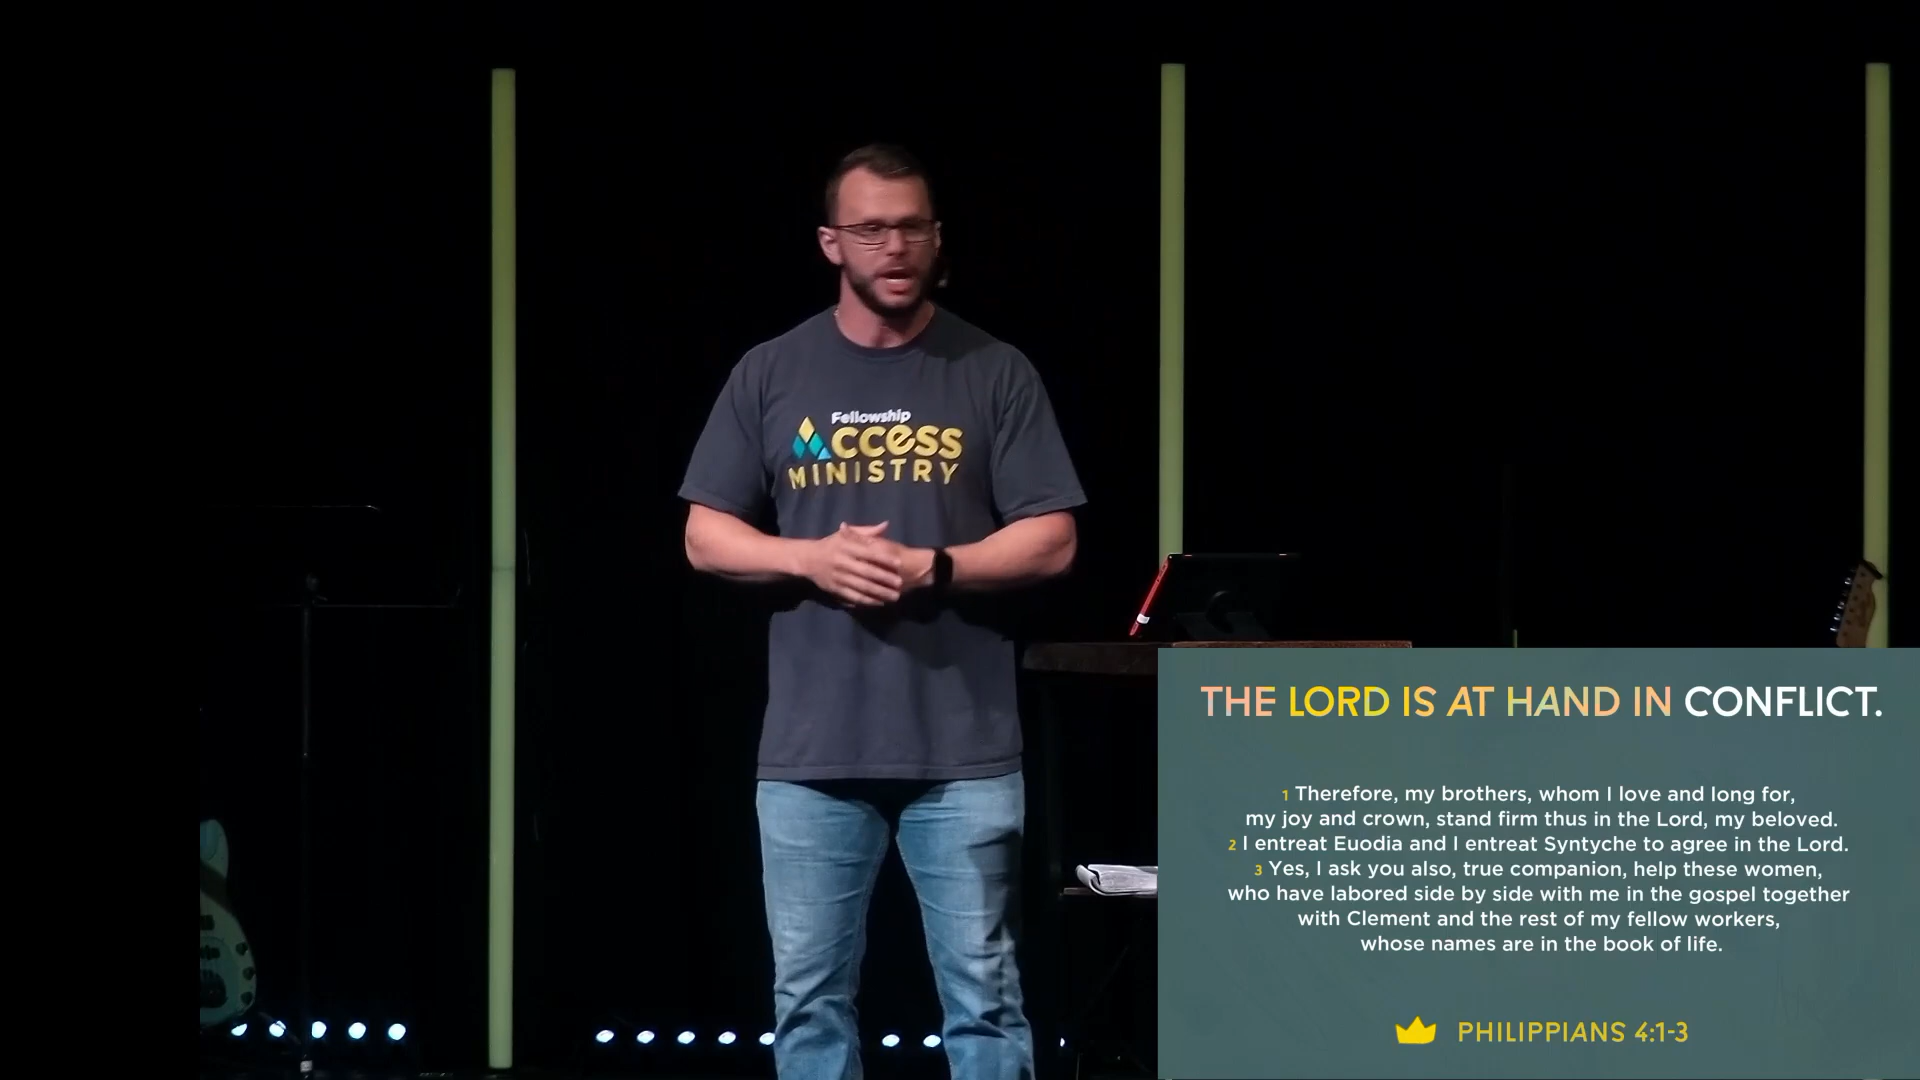 Fellowship
Access
MINISTRY
THE LORD IS AT HAND IN CONFLICT.
1 Therefore, my brothers, whom I love and long for,
my joy and crown, stand firm thus in the Lord, my beloved.
2 I entreat Euodia and I entreat Syntyche to agree in the Lord.
3 Yes, I ask you also, true companion, help these women,
who have labored side by side with me in the gospel together
with Clement and the rest of my fellow workers,
whose names are in the book of life.
PHILIPPIANS 4:1-3